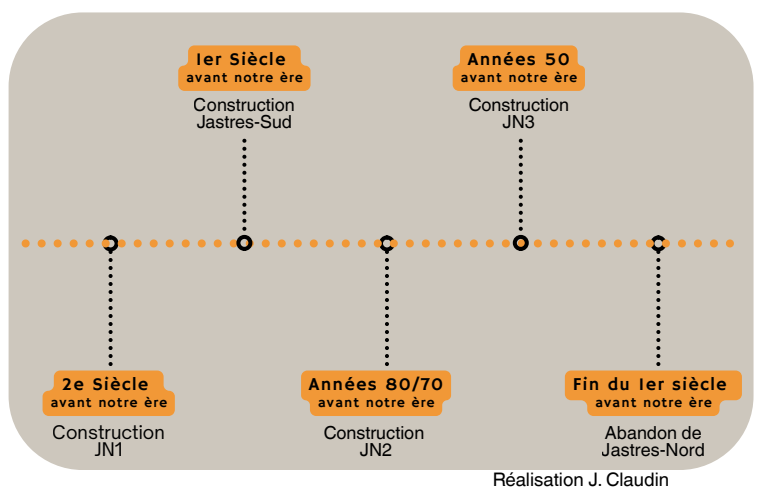 Ier Siècle
avant notre ère
Construction
Jastres-Sud
Années 50
avant notre ère
Construction
JN3
2e Siècle
avant notre ère
Construction
JN1
Années 80/70
avant notre ère
Construction
JN2
Fin du Ier siècle
avant notre ère
Abandon de
Jastres-Nord
Réalisation J. Claudin